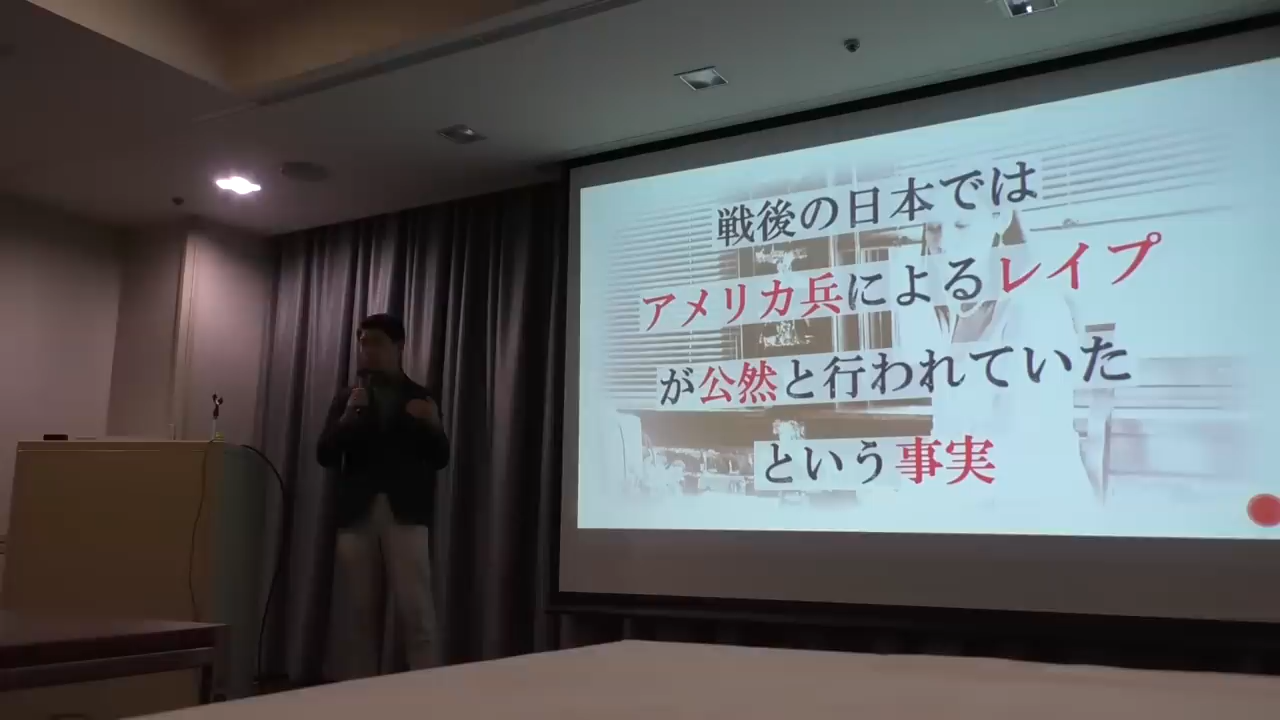 戦後の日本では
アメリカ兵によるレイプ
が公然と行われていた
という事実